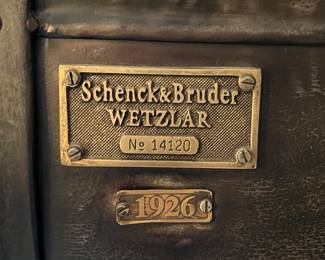 Schenck&Bruder
WETZLAR
No 14120
1926